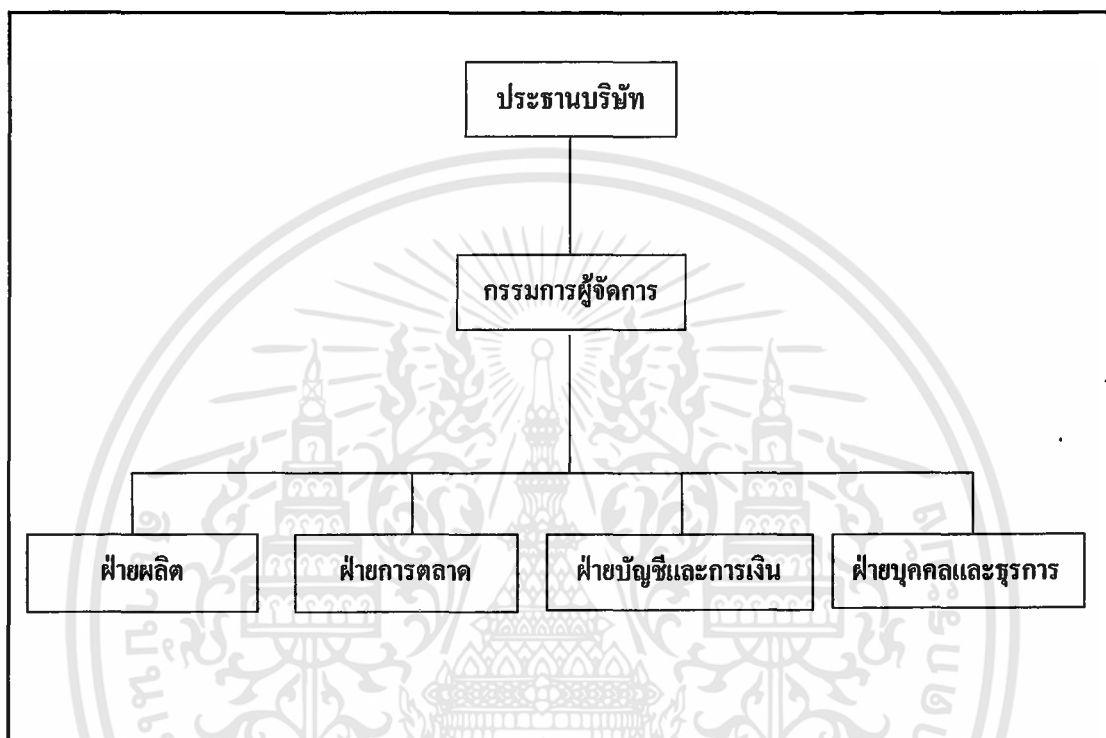 ประธานบริษัท
กรรมการผู้จัดการ
ฝ่ายผลิต
ฝ่ายการตลาด
ฝ่ายบัญชีและการเงิน
ฝ่ายบุคคลและธุรการ